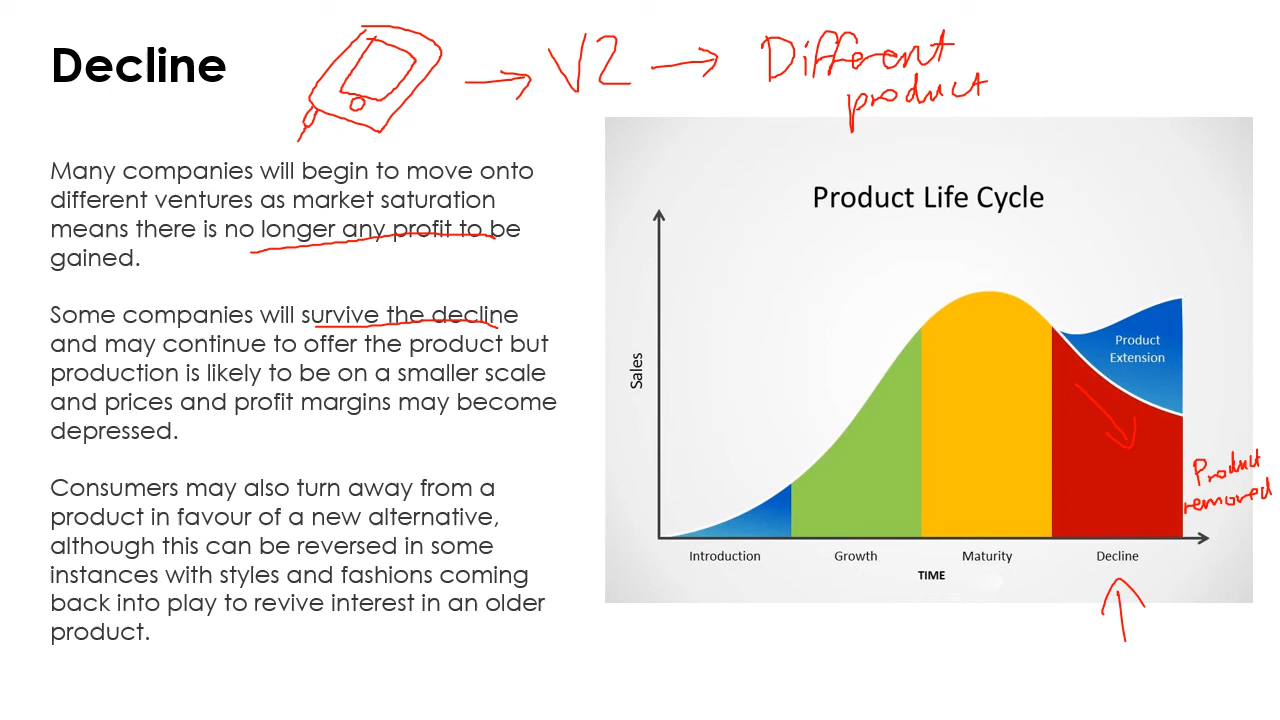 Decline
V2
Different
product
Many companies will begin to move onto
different ventures as market saturation
means there is no longer any profit to be
gained.
Some companies will survive the decline
and may continue to offer the product but
production is likely to be on a smaller scale
and prices and profit margins may become
depressed.
Consumers may also turn away from a
product in favour of a new alternative,
although this can be reversed in some
instances with styles and fashions coming
back into play to revive interest in an older
product.
Product Life Cycle
Sales
Product
Extension
Product
removed
Introduction
Growth
Maturity
Decline
TIME